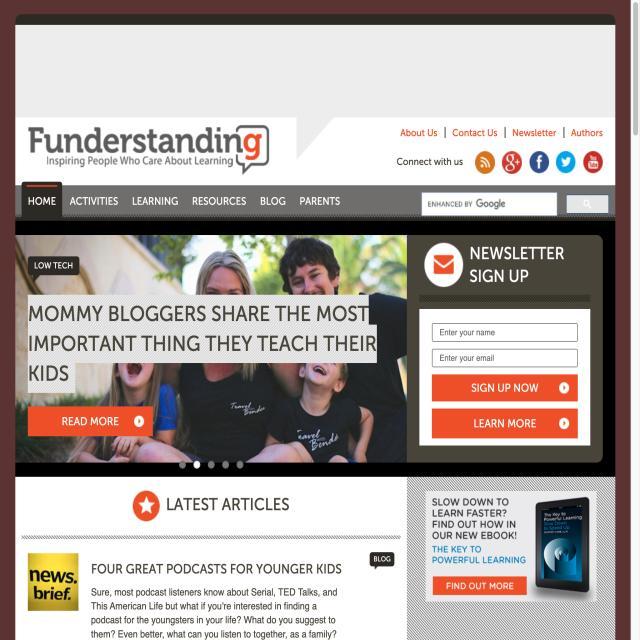 Funderstanding
Inspiring People Who Care About Learning
About Us | Contact Us | Newsletter | Authors
Connect with us
HOME ACTIVITIES LEARNING RESOURCES BLOG PARENTS
ENHANCED BY Google
LOW TECH
MOMMY BLOGGERS SHARE THE MOST
IMPORTANT THING THEY TEACH THEIR
KIDS
READ MORE
NEWSLETTER
SIGN UP
Enter your name
Enter your email
SIGN UP NOW
LEARN MORE
LATEST ARTICLES
BLOG
news.
brief.
FOUR GREAT PODCASTS FOR YOUNGER KIDS
Sure, most podcast listeners know about Serial, TED Talks, and
This American Life but what if you're interested in finding a
podcast for the youngsters in your life? What do you suggest to
them? Even better, what can you listen to together, as a family?
SLOW DOWN TO
LEARN FASTER?
FIND OUT HOW IN
OUR NEW EBOOK!
THE KEY TO
POWERFUL LEARNING
FIND OUT MORE
The Key to
Powerful Learning